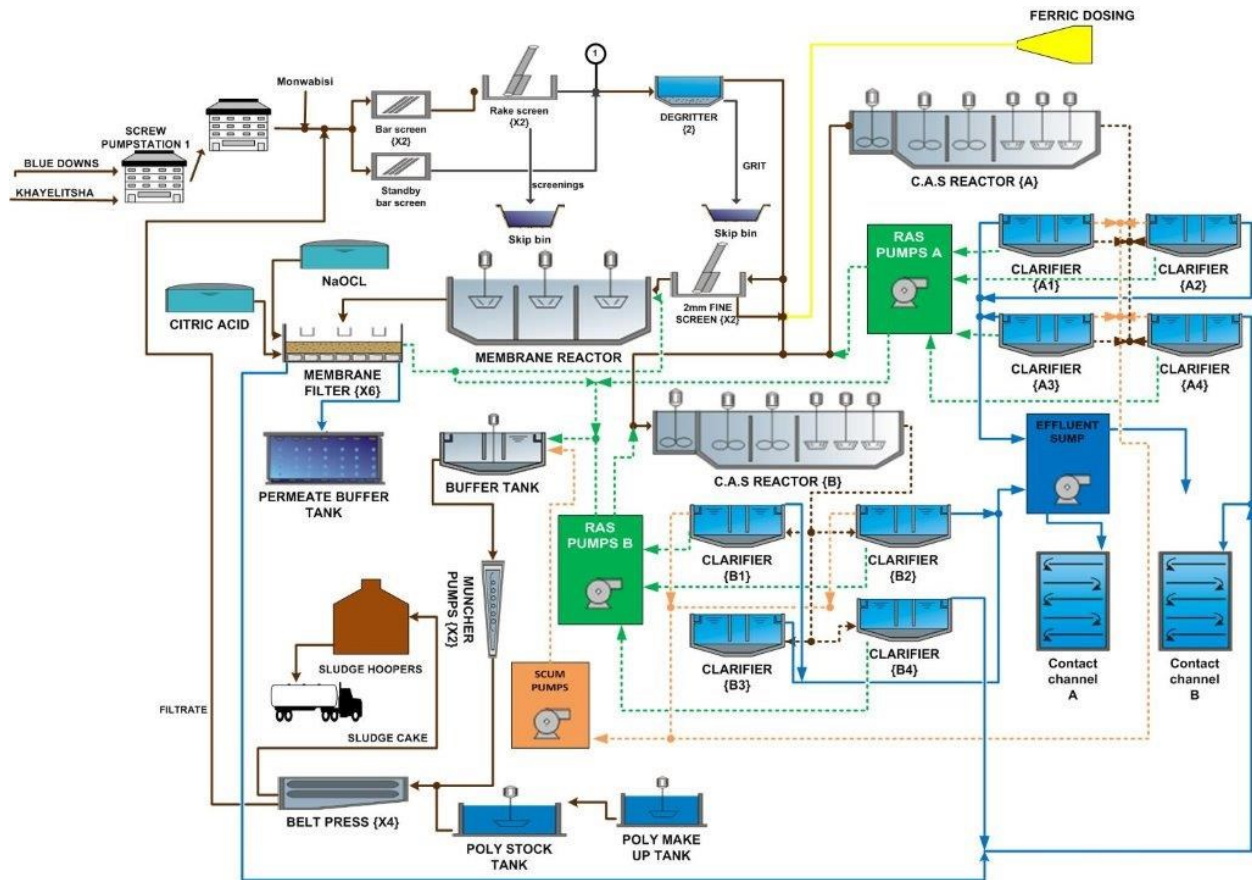 FERRIC DOSING
1
Monwabisi
SCREW
PUMPSTATION 1
BLUE DOWNS
KHAYELITSHA
Bar screen
{X2}
Rake screen
{X2}
DEGRITTER
{2}
Standby
bar screen
screenings
GRIT
Skip bin
Skip bin
C.A.S REACTOR {A}
NaOCL
CITRIC ACID
MEMBRANE
FILTER {X6}
MEMBRANE REACTOR
2mm FINE
SCREEN {X2}
RAS
PUMPS A
CLARIFIER
{A1}
CLARIFIER
{A2}
CLARIFIER
{A3}
CLARIFIER
{A4}
PERMEATE BUFFER
TANK
BUFFER TANK
C.A.S REACTOR {B}
EFFLUENT
SUMP
RAS
PUMPS B
CLARIFIER
{B1}
CLARIFIER
{B2}
CLARIFIER
{B3}
CLARIFIER
{B4}
MUNCHER
PUMPS {X2}
SLUDGE HOOPERS
SCUM
PUMPS
Contact
channel
A
Contact
channel
B
FILTRATE
SLUDGE CAKE
BELT PRESS {X4}
POLY STOCK
TANK
POLY MAKE
UP TANK